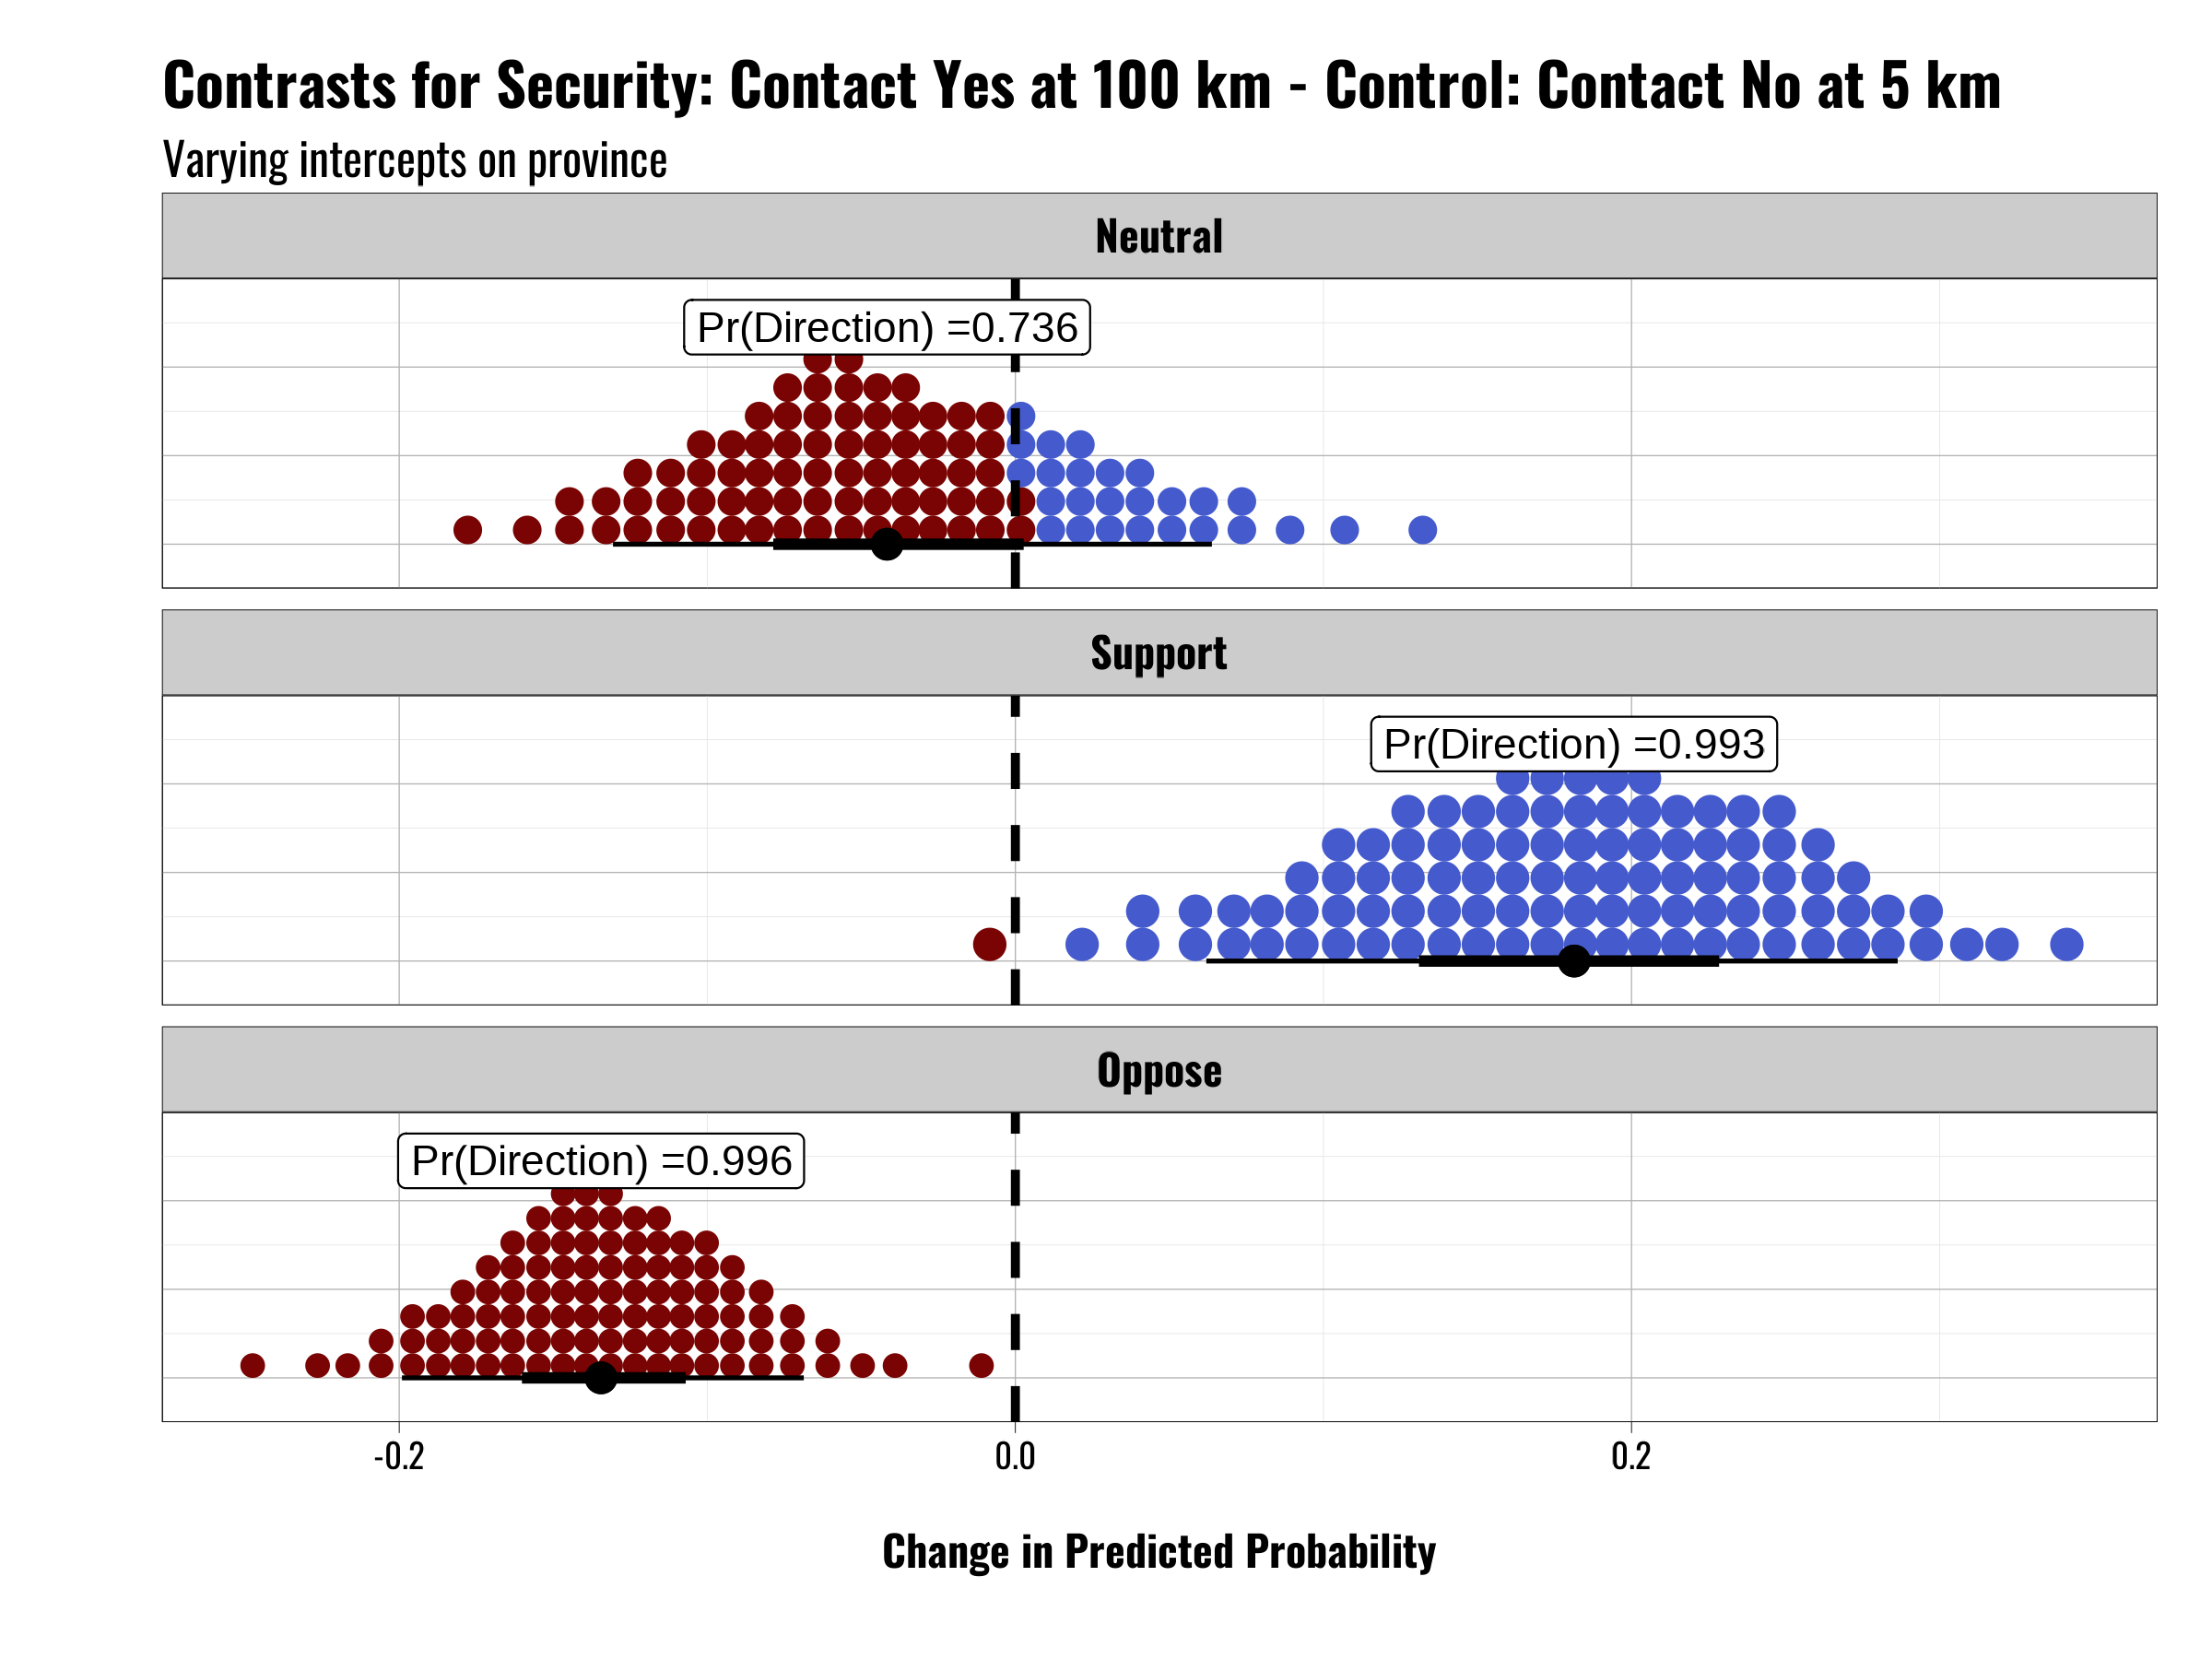 Contrasts for Security: Contact Yes at 100 km - Control: Contact No at 5 km
Varying intercepts on province
Neutral
Pr(Direction) =0.736
Support
Pr(Direction) =0.993
Oppose
Pr(Direction) =0.996
-0.2 0.0 0.2
Change in Predicted Probability